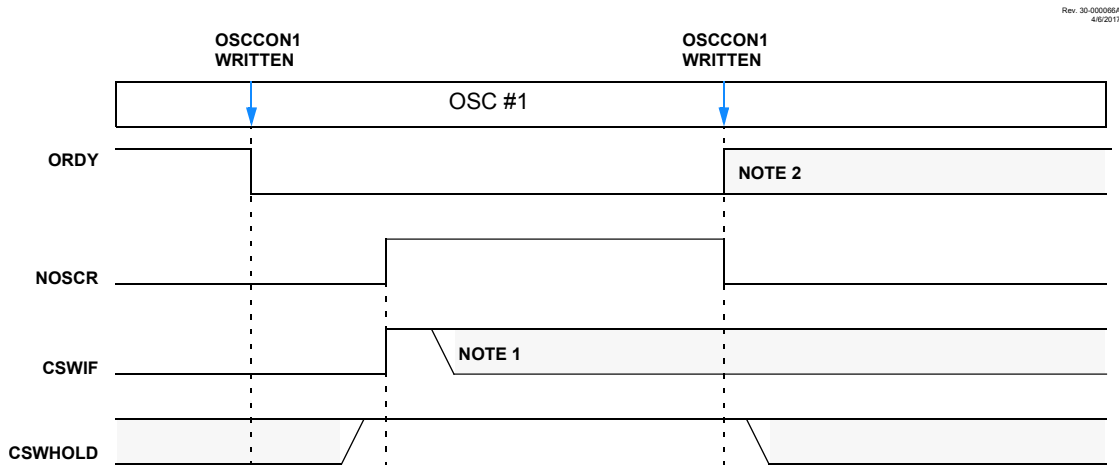 Rev. 30-000066A
4/6/2017
OSCCON1
WRITTEN
OSCCON1
WRITTEN
OSC #1
ORDY
NOTE 2
NOSCR
CSWIF
NOTE 1
CSWHOLD